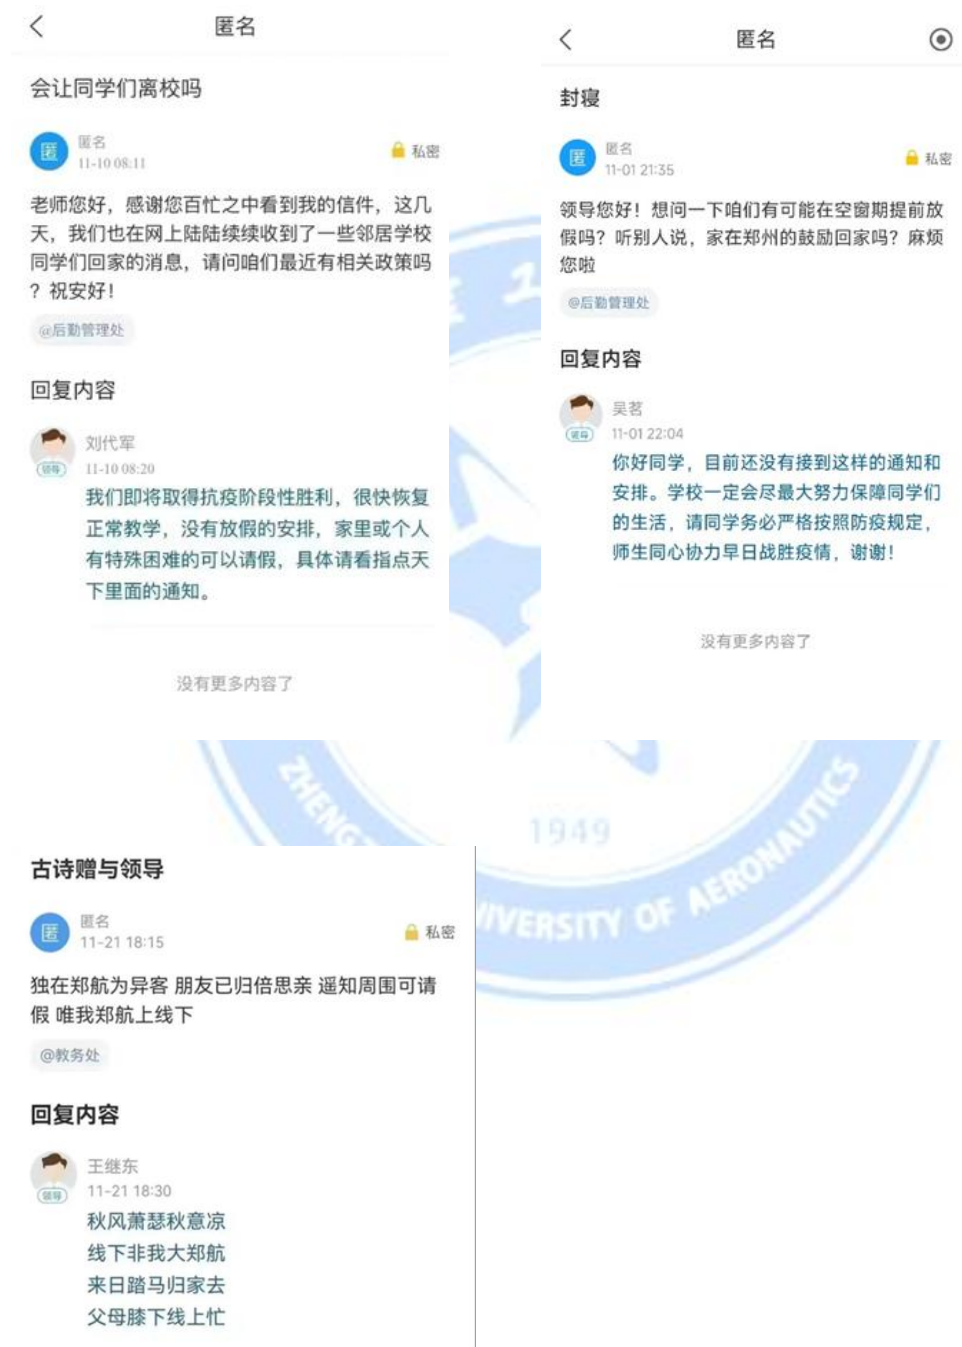 匿名
会让同学们离校吗
匿
匿名
11-10 08:11
私密
老师您好，感谢您百忙之中看到我的信件，这几
天，我们也在网上陆陆续续收到了一些邻居学校
同学们回家的消息，请问咱们最近有相关政策吗
？祝安好！
@后勤管理处
回复内容
刘代军
领导
11-10 08:20
我们即将取得抗疫阶段性胜利，很快恢复
正常教学，没有放假的安排，家里或个人
有特殊困难的可以请假，具体请看指点天
下里面的通知。
没有更多内容了
匿名
封寝
匿
匿名
11-01 21:35
私密
领导您好！想问一下咱们有可能在空窗期提前放
假吗？听别人说，家在郑州的鼓励回家吗？麻烦
您啦
@后勤管理处
回复内容
吴茗
领导
11-01 22:04
你好同学，目前还没有接到这样的通知和
安排。学校一定会尽最大努力保障同学们
的生活，请同学务必严格按照防疫规定，
师生同心协力早日战胜疫情，谢谢！
没有更多内容了
1949
UNIVERSITY OF AERONAUTICS
古诗赠与领导
匿
匿名
11-21 18:15
私密
独在郑航为异客 朋友已归倍思亲 遥知周围可请
假 唯我郑航上线下
@教务处
回复内容
王继东
领导
11-21 18:30
秋风萧瑟秋意凉
线下非我大郑航
来日踏马归家去
父母膝下线上忙